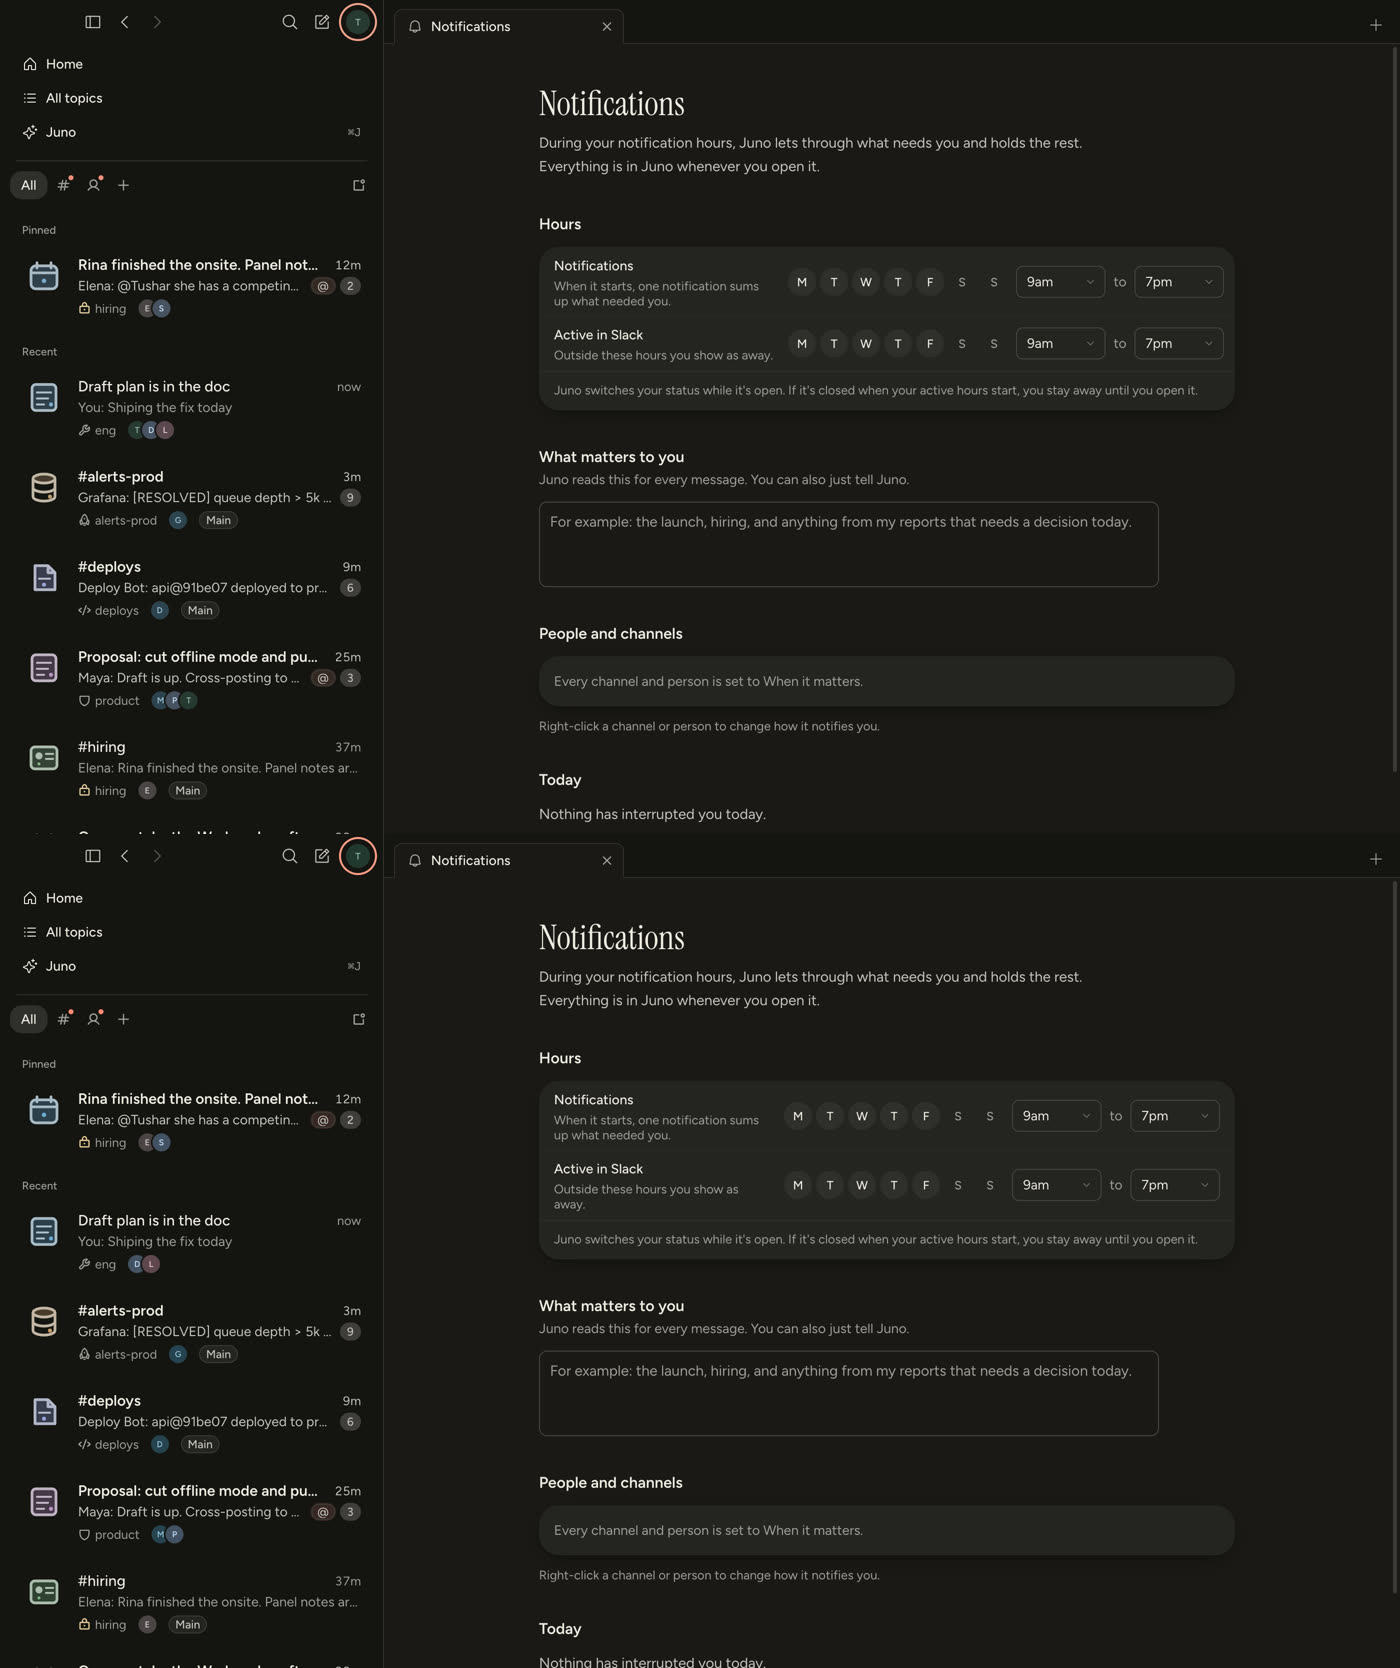 T
Notifications
Home
All topics
Juno
⌘J
All
Pinned
Rina finished the onsite. Panel not...
12m
Elena: @Tushar she has a competin...
@
2
hiring
E
S
Recent
Draft plan is in the doc
now
You: Shiping the fix today
eng
T
D
L
#alerts-prod
3m
Grafana: [RESOLVED] queue depth > 5k ...
9
alerts-prod
G
Main
#deploys
9m
Deploy Bot: api@91be07 deployed to pr...
6
deploys
D
Main
Proposal: cut offline mode and pu...
25m
Maya: Draft is up. Cross-posting to ...
@
3
product
M
P
T
#hiring
37m
Elena: Rina finished the onsite. Panel notes ar...
hiring
E
Main
Notifications
During your notification hours, Juno lets through what needs you and holds the rest.
Everything is in Juno whenever you open it.
Hours
Notifications
When it starts, one notification sums
up what needed you.
M T W T F S S
9am
to
7pm
Active in Slack
Outside these hours you show as away.
M T W T F S S
9am
to
7pm
Juno switches your status while it's open. If it's closed when your active hours start, you stay away until you open it.
What matters to you
Juno reads this for every message. You can also just tell Juno.
For example: the launch, hiring, and anything from my reports that needs a decision today.
People and channels
Every channel and person is set to When it matters.
Right-click a channel or person to change how it notifies you.
Today
Nothing has interrupted you today.
T
Notifications
Home
All topics
Juno
⌘J
All
Pinned
Rina finished the onsite. Panel not...
12m
Elena: @Tushar she has a competin...
@
2
hiring
E
S
Recent
Draft plan is in the doc
now
You: Shiping the fix today
eng
D
L
#alerts-prod
3m
Grafana: [RESOLVED] queue depth > 5k ...
9
alerts-prod
G
Main
#deploys
9m
Deploy Bot: api@91be07 deployed to pr...
6
deploys
D
Main
Proposal: cut offline mode and pu...
25m
Maya: Draft is up. Cross-posting to ...
@
3
product
M
P
#hiring
37m
Elena: Rina finished the onsite. Panel notes ar...
hiring
E
Main
Notifications
During your notification hours, Juno lets through what needs you and holds the rest.
Everything is in Juno whenever you open it.
Hours
Notifications
When it starts, one notification sums
up what needed you.
M T W T F S S
9am
to
7pm
Active in Slack
Outside these hours you show as
away.
M T W T F S S
9am
to
7pm
Juno switches your status while it's open. If it's closed when your active hours start, you stay away until you open it.
What matters to you
Juno reads this for every message. You can also just tell Juno.
For example: the launch, hiring, and anything from my reports that needs a decision today.
People and channels
Every channel and person is set to When it matters.
Right-click a channel or person to change how it notifies you.
Today
Nothing has interrupted you today.